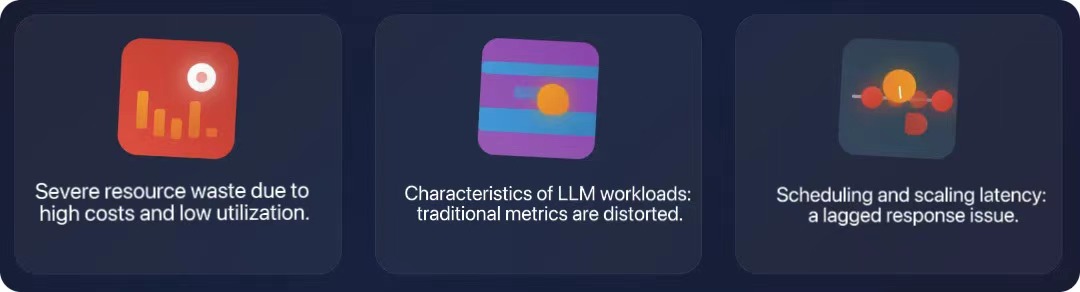 Severe resource waste due to
high costs and low utilization.
Characteristics of LLM workloads:
traditional metrics are distorted.
Scheduling and scaling latency:
a lagged response issue.